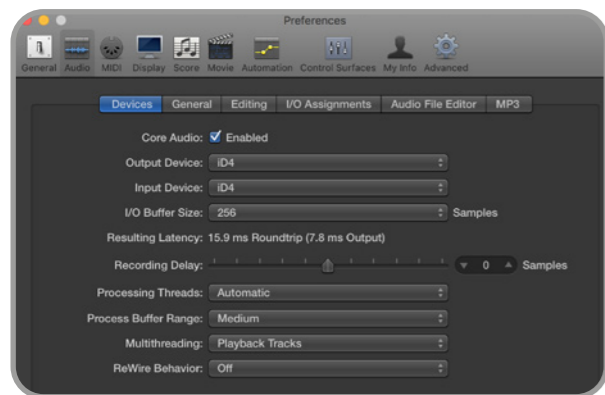 Preferences
General Audio MIDI Display Score Movie Automation Control Surfaces My Info Advanced
Devices General Editing I/O Assignments Audio File Editor MP3
Core Audio: Enabled
Output Device: iD4
Input Device: iD4
I/O Buffer Size: 256 Samples
Resulting Latency: 15.9 ms Roundtrip (7.8 ms Output)
Recording Delay: 0 Samples
Processing Threads: Automatic
Process Buffer Range: Medium
Multithreading: Playback Tracks
ReWire Behavior: Off